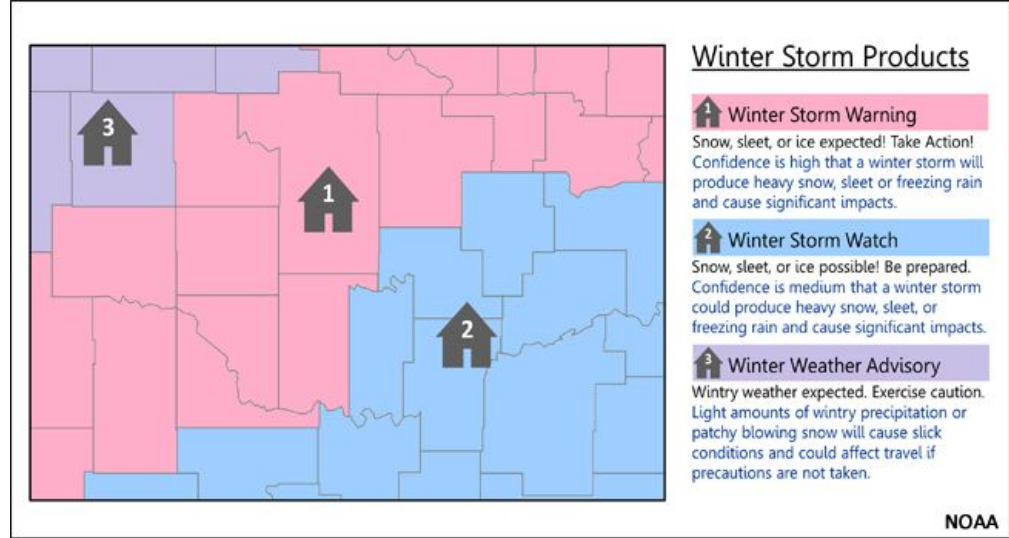 Winter Storm Products
3
1
2
1 Winter Storm Warning
Snow, sleet, or ice expected! Take Action!
Confidence is high that a winter storm will
produce heavy snow, sleet or freezing rain
and cause significant impacts.
2 Winter Storm Watch
Snow, sleet, or ice possible! Be prepared.
Confidence is medium that a winter storm
could produce heavy snow, sleet, or
freezing rain and cause significant impacts.
3 Winter Weather Advisory
Wintry weather expected. Exercise caution.
Light amounts of wintry precipitation or
patchy blowing snow will cause slick
conditions and could affect travel if
precautions are not taken.
NOAA